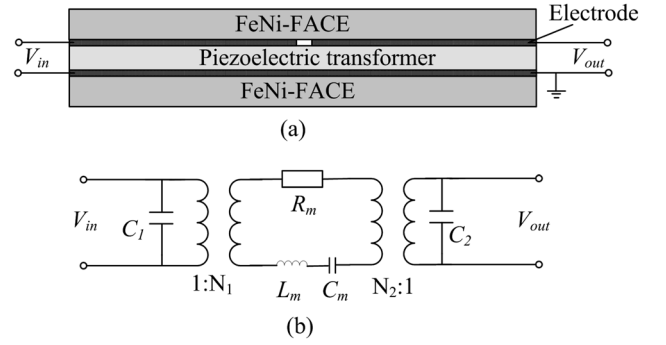 FeNi-FACE
Electrode
V_in
Piezoelectric transformer
V_out
FeNi-FACE
(a)
R_m
V_in
C_1
C_2
V_out
1:N_1
L_m
C_m
N_2:1
(b)